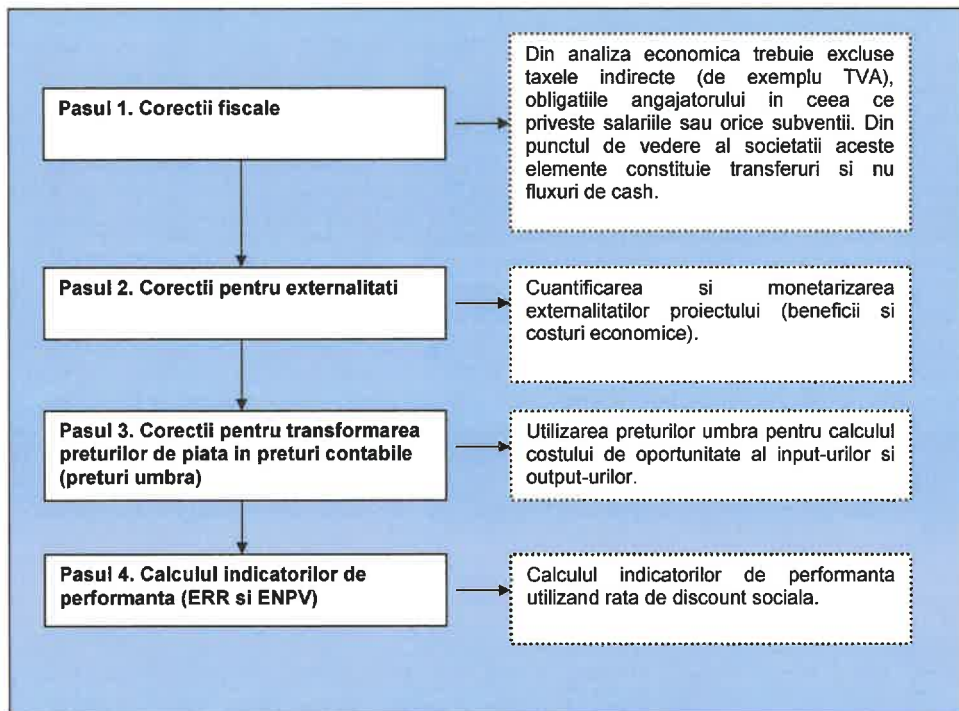 Pasul 1. Corectii fiscale
Din analiza economica trebuie excluse
taxele indirecte (de exemplu TVA),
obligatiile angajatorului in ceea ce
priveste salariile sau orice subventii. Din
punctul de vedere al societatii aceste
elemente constituie transferuri si nu
fluxuri de cash.
Pasul 2. Corectii pentru externalitati
Cuantificarea si monetarizarea
externalitatilor proiectului (beneficii si
costuri economice).
Pasul 3. Corectii pentru transformarea
preturilor de piata in preturi contabile
(preturi umbra)
Utilizarea preturilor umbra pentru calculul
costului de oportunitate al input-urilor si
output-urilor.
Pasul 4. Calculul indicatorilor de
performanta (ERR si ENPV)
Calculul indicatorilor de performanta
utilizand rata de discount sociala.